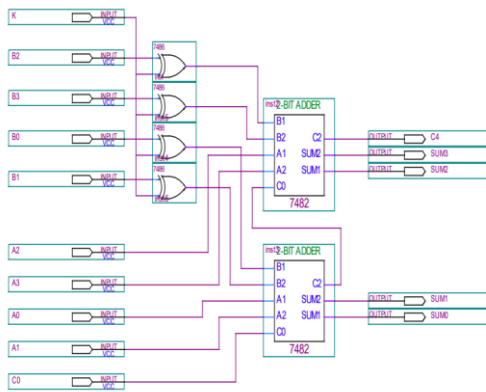 K INPUT VCC
B2 INPUT VCC
7486
B3 INPUT VCC
7486
B0 INPUT VCC
7486
B1 INPUT VCC
7486
2-BIT ADDER
B1
B2 C2 OUTPUT C4
A1 SUM2 OUTPUT SUM3
A2 SUM1 OUTPUT SUM2
C0
7482
A2 INPUT VCC
A3 INPUT VCC
A0 INPUT VCC
A1 INPUT VCC
C0 INPUT VCC
2-BIT ADDER
B1
B2 C2
A1 SUM2 OUTPUT SUM1
A2 SUM1 OUTPUT SUM0
C0
7482